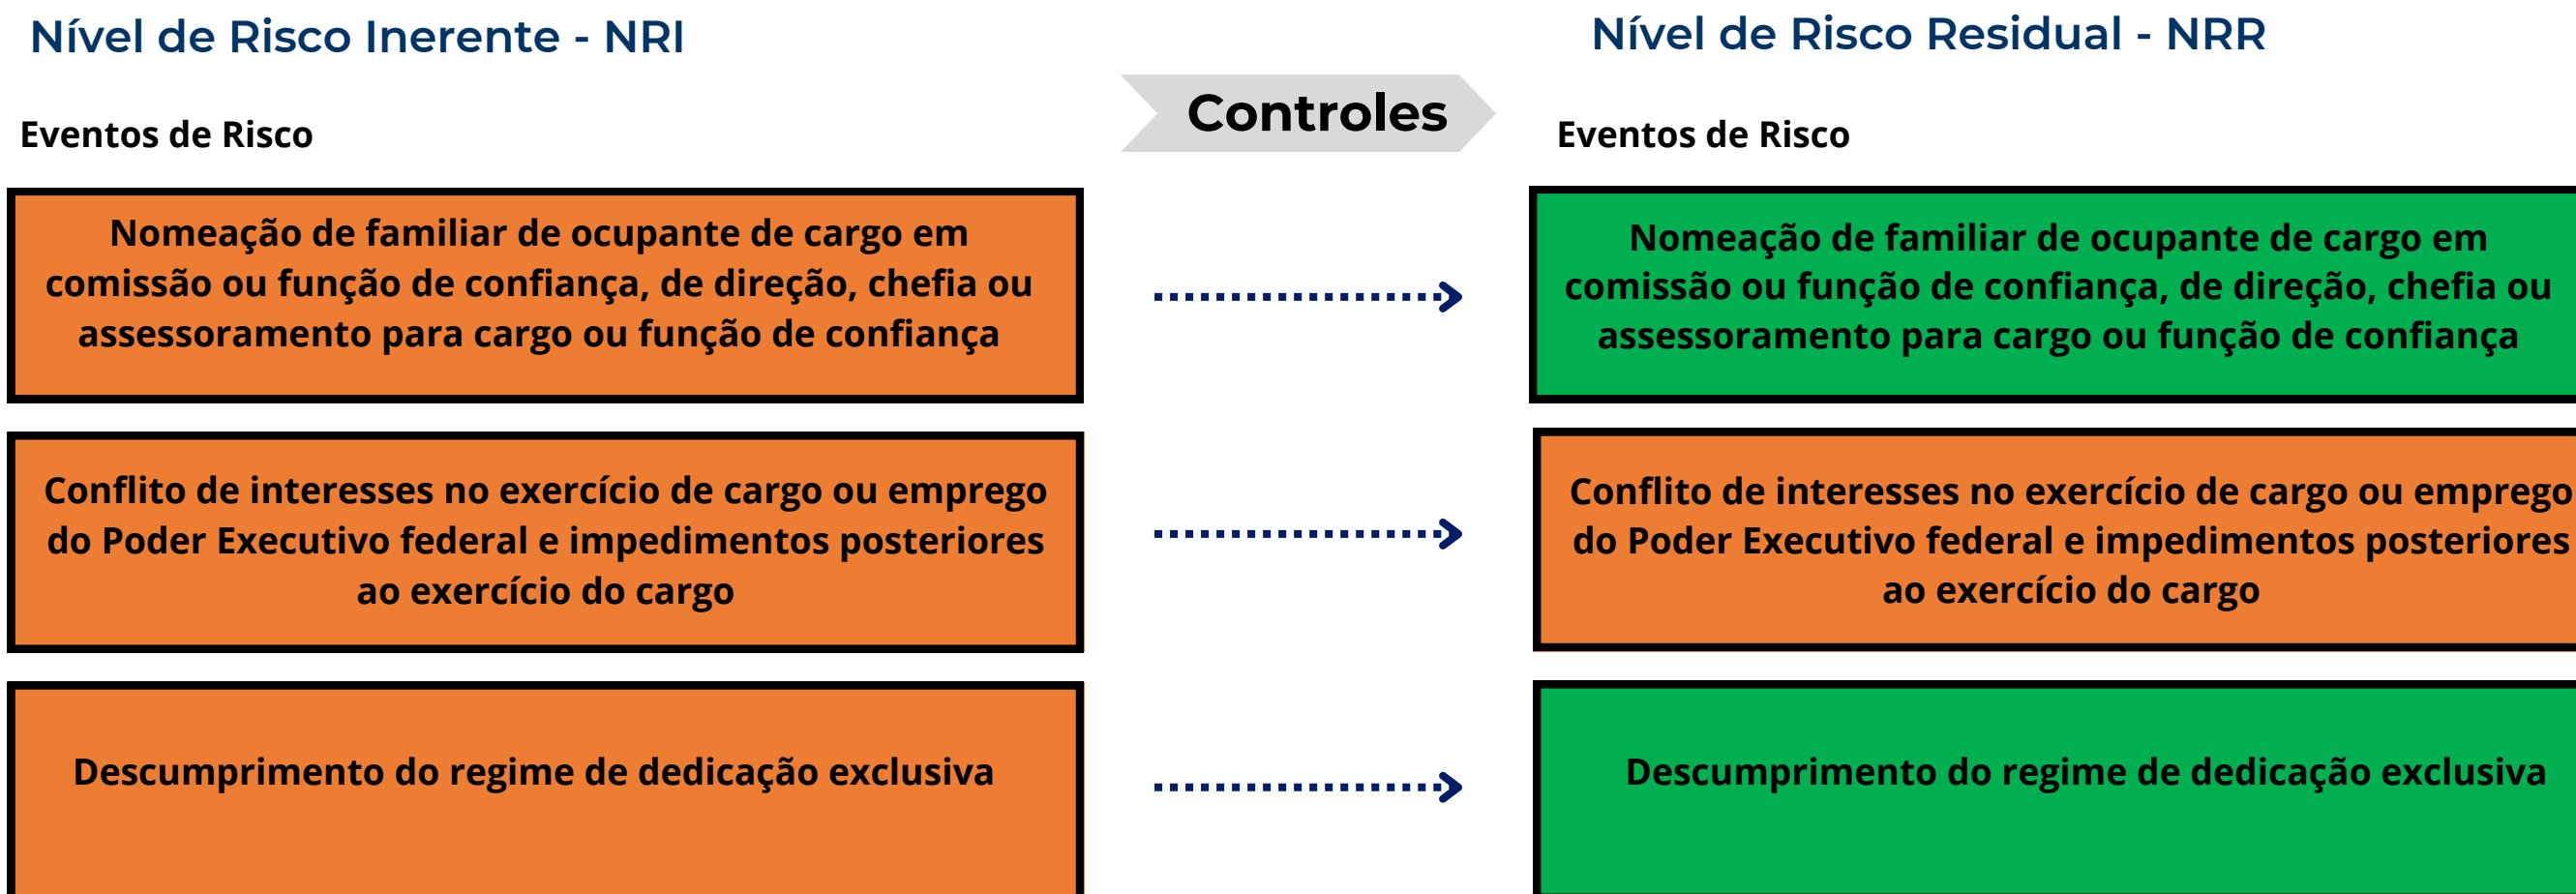 Nível de Risco Inerente - NRI
Nível de Risco Residual - NRR
Controles
Eventos de Risco
Eventos de Risco
Nomeação de familiar de ocupante de cargo em
comissão ou função de confiança, de direção, chefia ou
assessoramento para cargo ou função de confiança
Nomeação de familiar de ocupante de cargo em
comissão ou função de confiança, de direção, chefia ou
assessoramento para cargo ou função de confiança
Conflito de interesses no exercício de cargo ou emprego
do Poder Executivo federal e impedimentos posteriores
ao exercício do cargo
Conflito de interesses no exercício de cargo ou emprego
do Poder Executivo federal e impedimentos posteriores
ao exercício do cargo
Descumprimento do regime de dedicação exclusiva
Descumprimento do regime de dedicação exclusiva